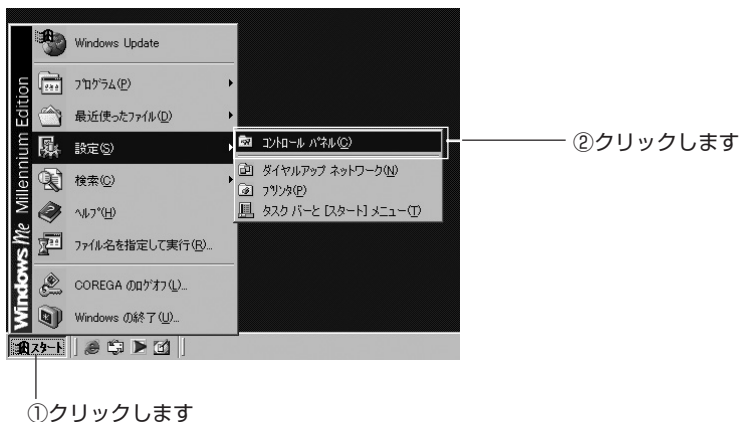 Windows Me Millennium Edition
Windows Update
ﾌﾟﾛｸﾞﾗﾑ(P)
最近使ったﾌｧｲﾙ(D)
設定(S)
検索(C)
ﾍﾙﾌﾟ(H)
ﾌｧｲﾙ名を指定して実行(R)...
COREGA のﾛｸﾞｵﾌ(L)...
Windows の終了(U)...
ｺﾝﾄﾛｰﾙ ﾊﾟﾈﾙ(C)
ダイヤルアップ ネットワーク(N)
ﾌﾟﾘﾝﾀ(P)
タスク バーと [スタート] メニュー(T)
スタート
②クリックします
①クリックします